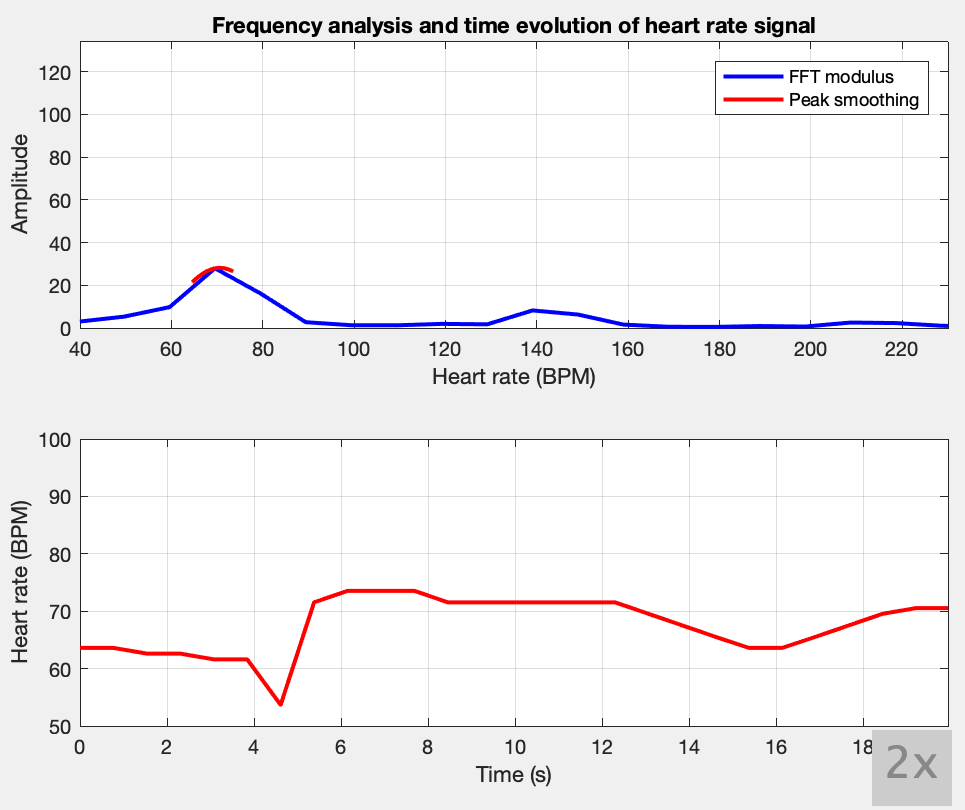 Frequency analysis and time evolution of heart rate signal
120
100
80
60
40
20
0
Amplitude
FFT modulus
Peak smoothing
40 60 80 100 120 140 160 180 200 220
Heart rate (BPM)
100
90
80
70
60
50
Heart rate (BPM)
0 2 4 6 8 10 12 14 16 18
Time (s)
2x